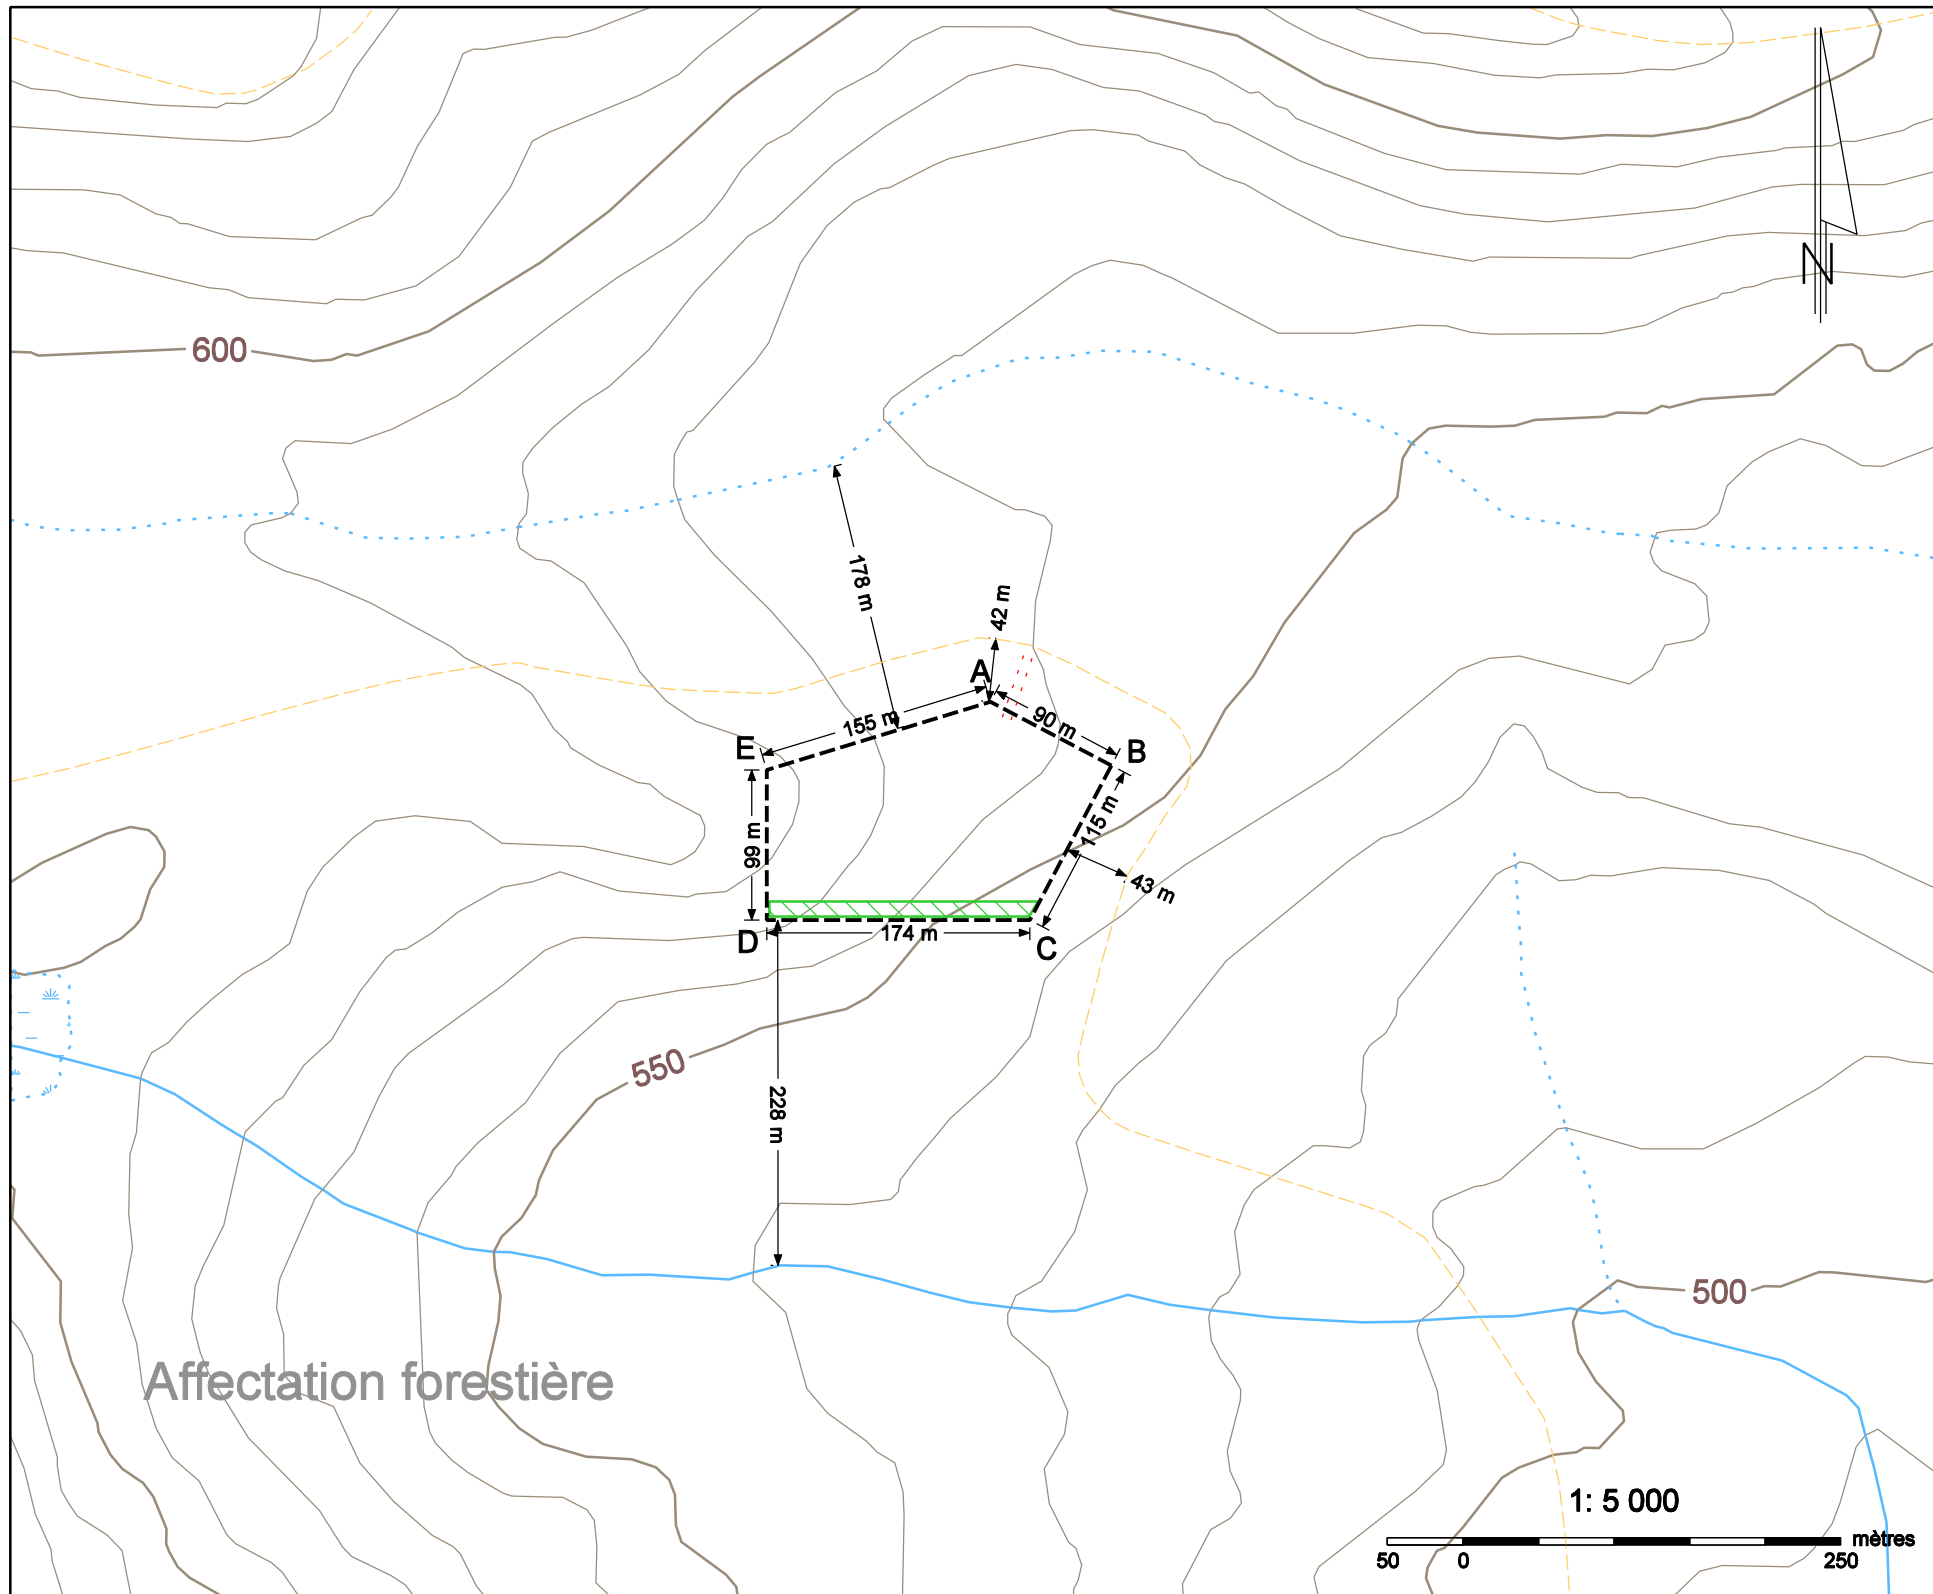 N
600
178 m
42 m
A
155 m
90 m
E
B
115 m
99 m
43 m
D
174 m
C
550
228 m
500
Affectation forestière
1: 5 000
mètres
50 0 250